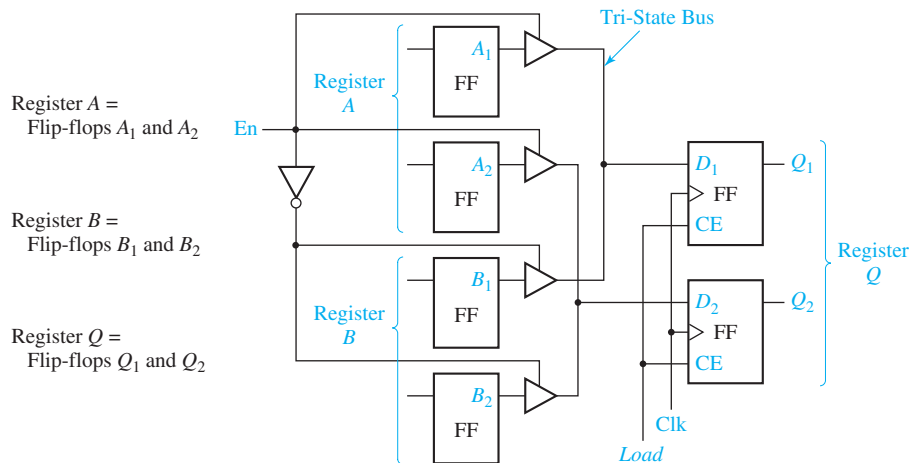 Tri-State Bus
Register A =
Flip-flops A₁ and A₂
En
Register
A
A₁
FF
A₂
FF
Register B =
Flip-flops B₁ and B₂
Register
B
B₁
FF
B₂
FF
Register Q =
Flip-flops Q₁ and Q₂
D₁
FF
CE
Q₁
D₂
FF
CE
Q₂
Register
Q
Clk
Load